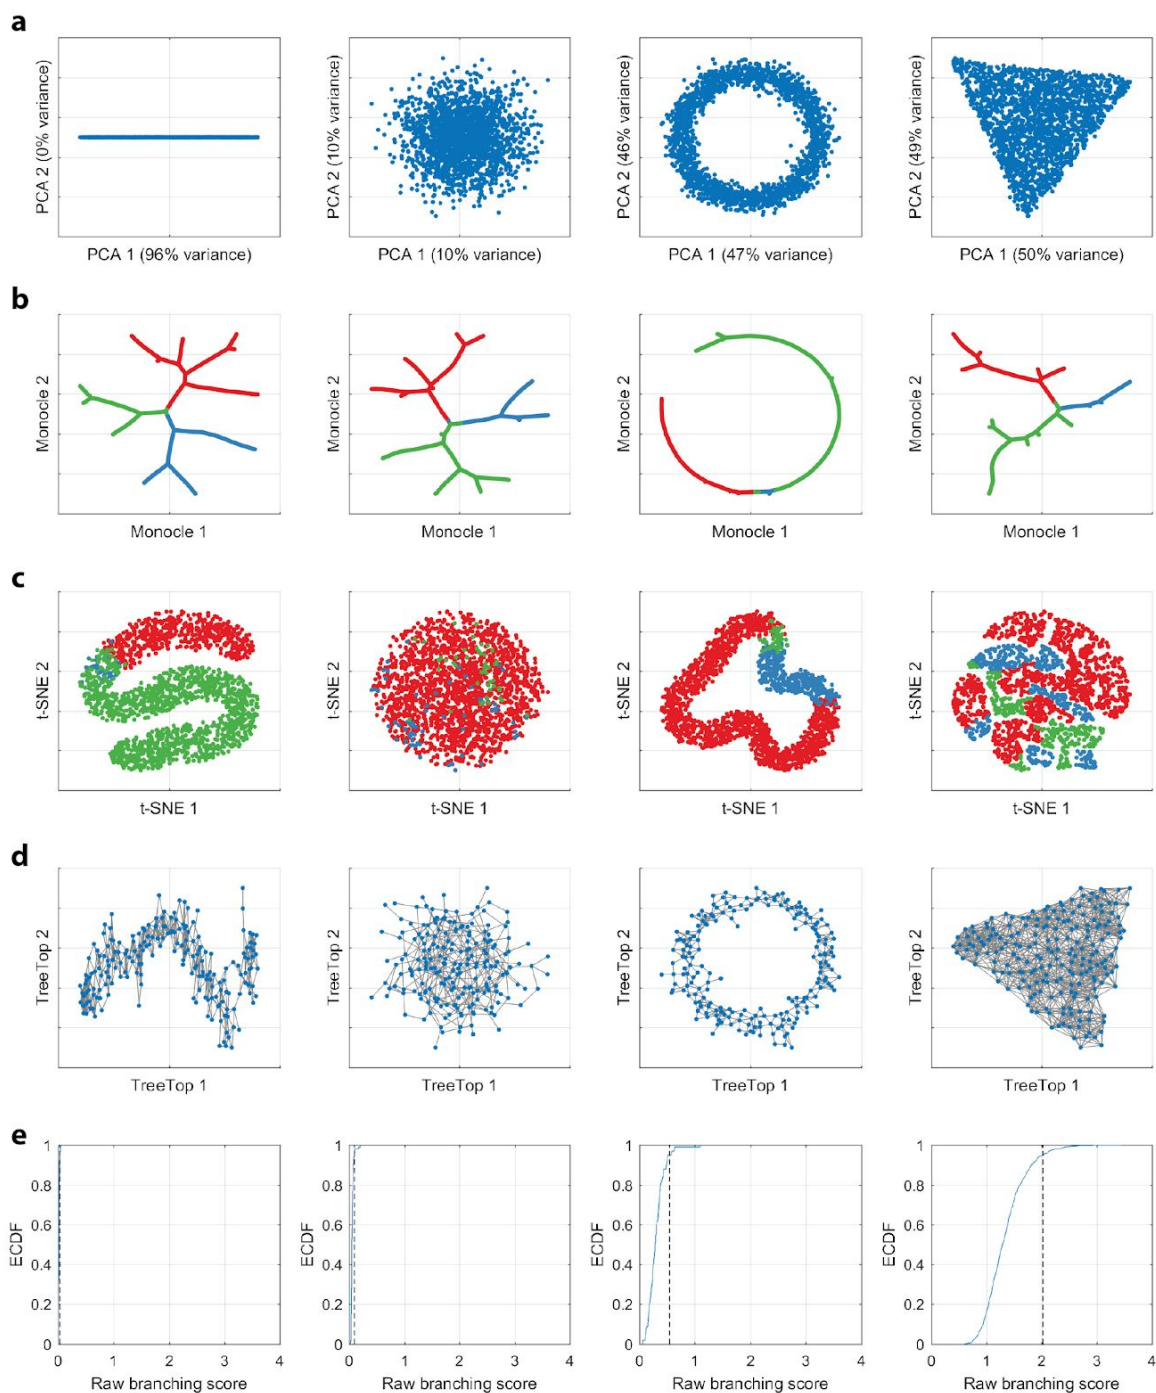 a
PCA 2 (0% variance)
PCA 1 (96% variance)
PCA 2 (10% variance)
PCA 1 (10% variance)
PCA 2 (46% variance)
PCA 1 (47% variance)
PCA 2 (49% variance)
PCA 1 (50% variance)
b
Monocle 2
Monocle 1
Monocle 2
Monocle 1
Monocle 2
Monocle 1
Monocle 2
Monocle 1
c
t-SNE 2
t-SNE 1
t-SNE 2
t-SNE 1
t-SNE 2
t-SNE 1
t-SNE 2
t-SNE 1
d
TreeTop 2
TreeTop 1
TreeTop 2
TreeTop 1
TreeTop 2
TreeTop 1
TreeTop 2
TreeTop 1
e
ECDF
1
0.8
0.6
0.4
0.2
0
0 1 2 3 4
Raw branching score
ECDF
1
0.8
0.6
0.4
0.2
0
0 1 2 3 4
Raw branching score
ECDF
1
0.8
0.6
0.4
0.2
0
0 1 2 3 4
Raw branching score
ECDF
1
0.8
0.6
0.4
0.2
0
0 1 2 3 4
Raw branching score